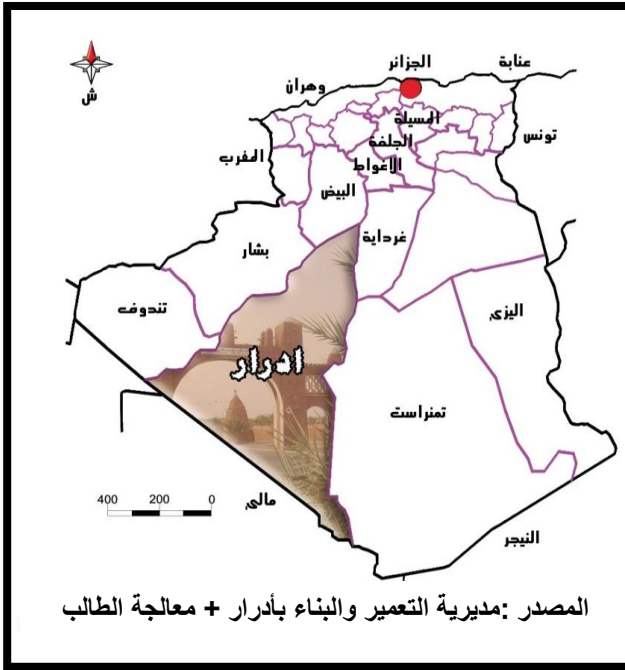 عنابة
الجزائر
وهران
ش
المسيلة
تونس
الجلفة
المغرب
الاغواط
البيض
غرداية
بشار
اليزي
تندوف
ادرار
تمنراست
400 200 0
مالي
النيجر
المصدر :مديرية التعمير والبناء بأدرار + معالجة الطالب